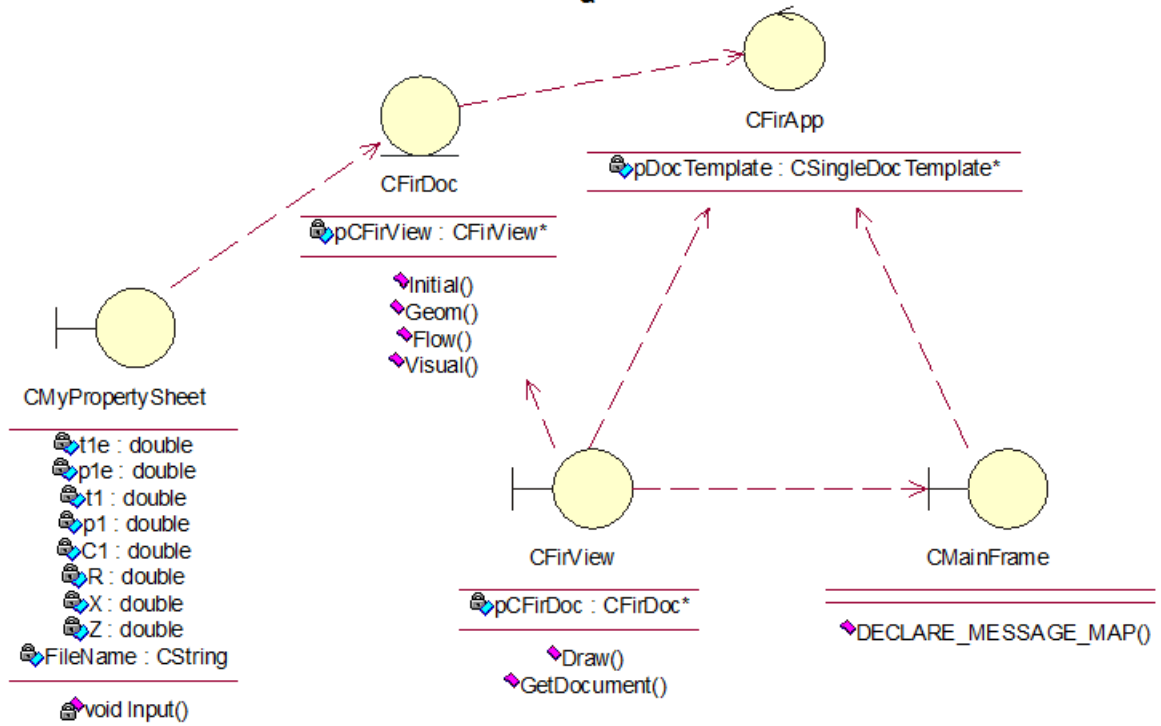 a
CFirApp
pDocTemplate : CSingleDocTemplate*
CFirDoc
pCFirView : CFirView*
Initial()
Geom()
Flow()
Visual()
CMyPropertySheet
t1e : double
p1e : double
t1 : double
p1 : double
C1 : double
R : double
X : double
Z : double
FileName : CString
void Input()
CFirView
pCFirDoc : CFirDoc*
Draw()
GetDocument()
CMainFrame
DECLARE_MESSAGE_MAP()